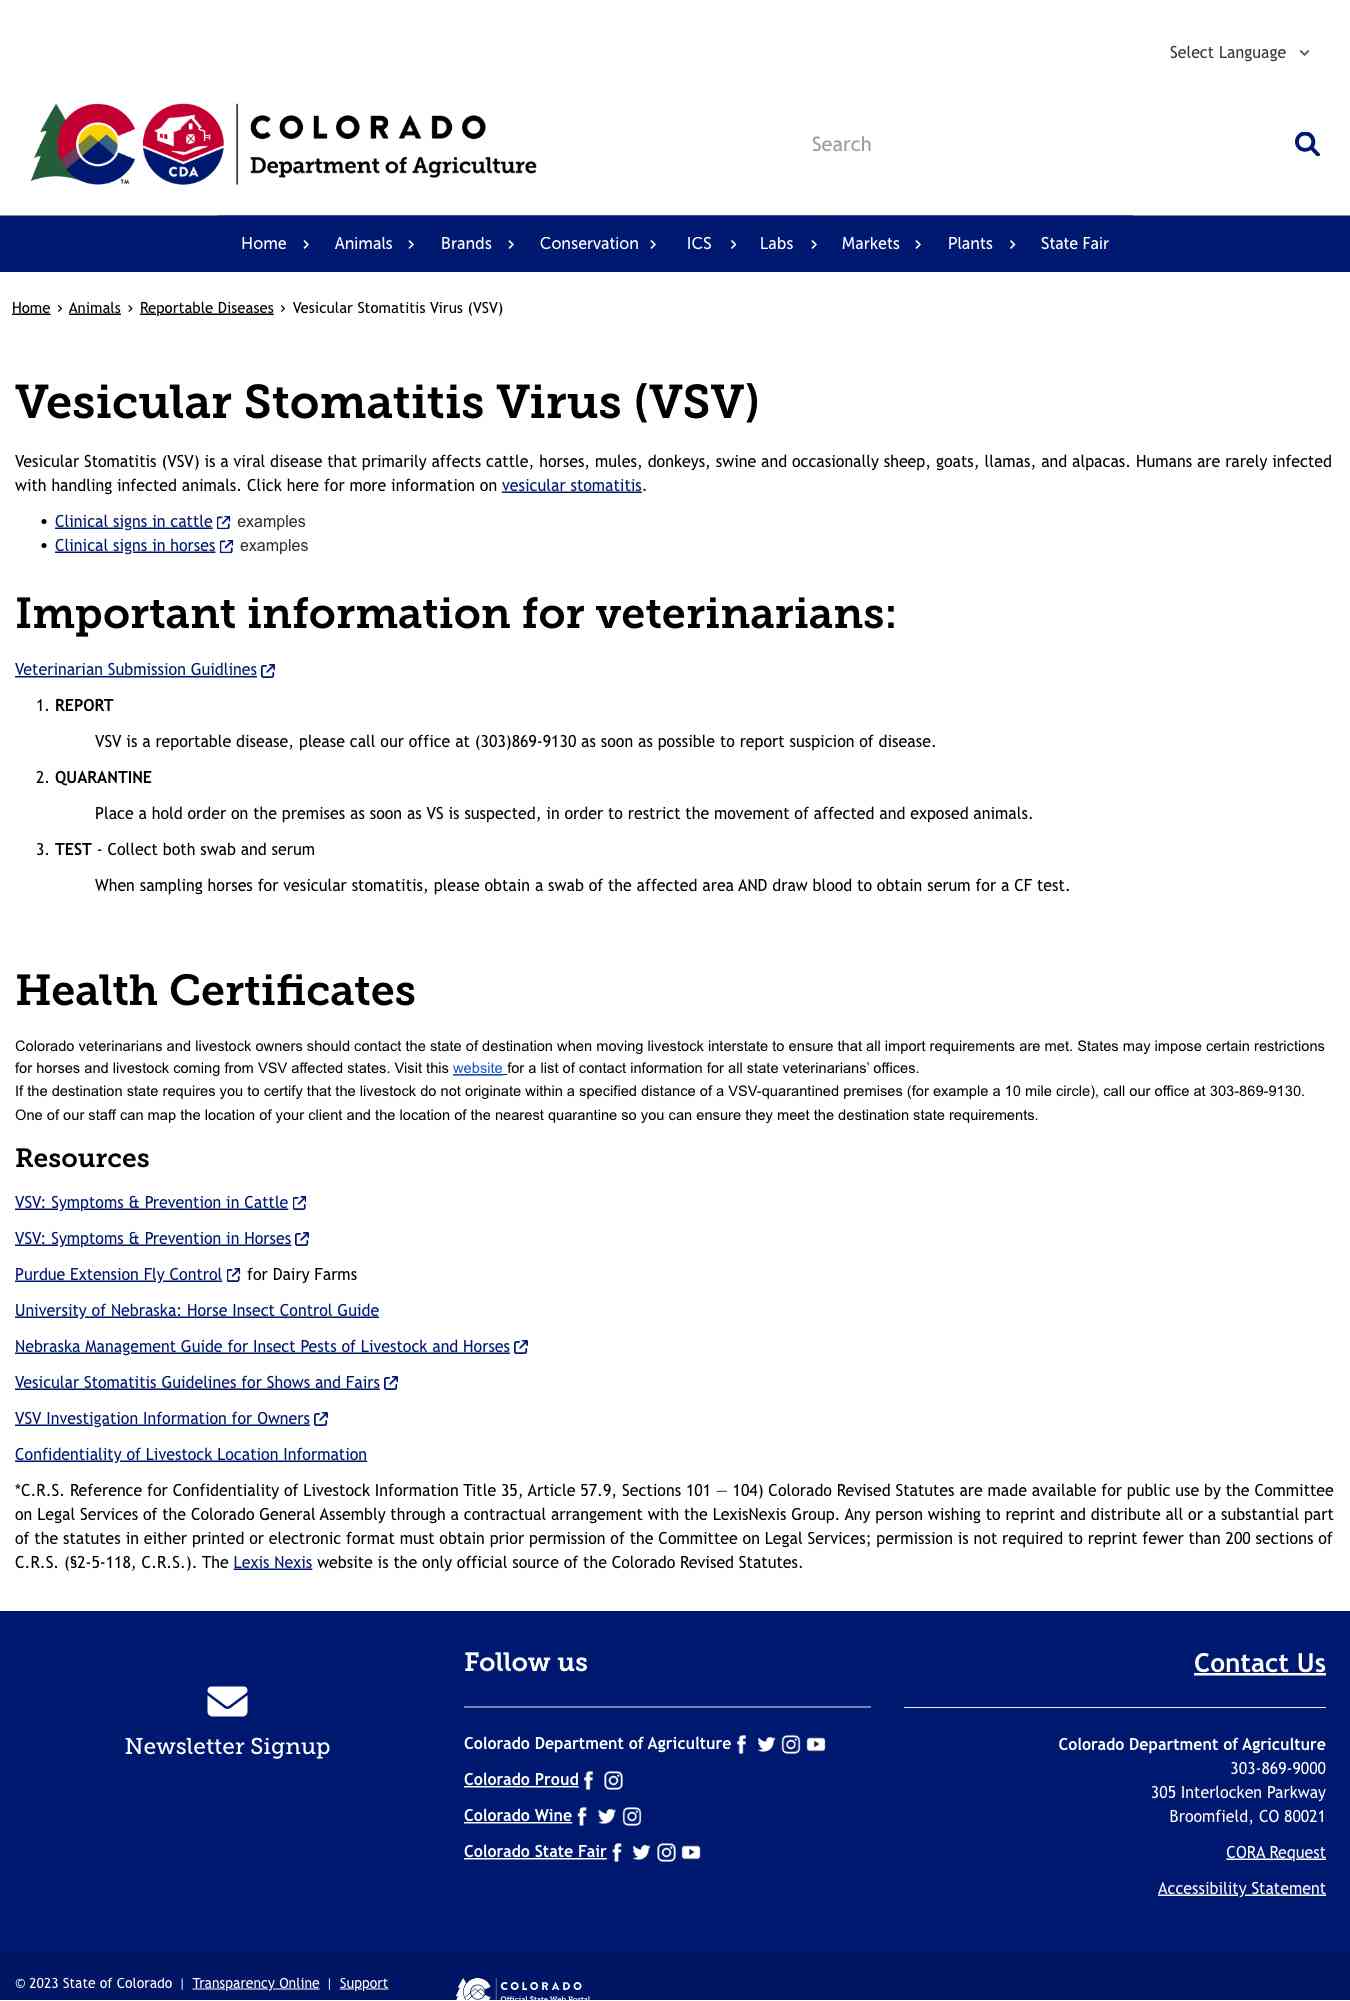 Select Language
COLORADO
Department of Agriculture
CDA
TM
Search
Home Animals Brands Conservation ICS Labs Markets Plants State Fair
Home › Animals › Reportable Diseases › Vesicular Stomatitis Virus (VSV)
Vesicular Stomatitis Virus (VSV)
Vesicular Stomatitis (VSV) is a viral disease that primarily affects cattle, horses, mules, donkeys, swine and occasionally sheep, goats, llamas, and alpacas. Humans are rarely infected
with handling infected animals. Click here for more information on vesicular stomatitis.
• Clinical signs in cattle examples
• Clinical signs in horses examples
Important information for veterinarians:
Veterinarian Submission Guidlines
1. REPORT
VSV is a reportable disease, please call our office at (303)869-9130 as soon as possible to report suspicion of disease.
2. QUARANTINE
Place a hold order on the premises as soon as VS is suspected, in order to restrict the movement of affected and exposed animals.
3. TEST - Collect both swab and serum
When sampling horses for vesicular stomatitis, please obtain a swab of the affected area AND draw blood to obtain serum for a CF test.
Health Certificates
Colorado veterinarians and livestock owners should contact the state of destination when moving livestock interstate to ensure that all import requirements are met. States may impose certain restrictions
for horses and livestock coming from VSV affected states. Visit this website for a list of contact information for all state veterinarians' offices.
If the destination state requires you to certify that the livestock do not originate within a specified distance of a VSV-quarantined premises (for example a 10 mile circle), call our office at 303-869-9130.
One of our staff can map the location of your client and the location of the nearest quarantine so you can ensure they meet the destination state requirements.
Resources
VSV: Symptoms & Prevention in Cattle
VSV: Symptoms & Prevention in Horses
Purdue Extension Fly Control for Dairy Farms
University of Nebraska: Horse Insect Control Guide
Nebraska Management Guide for Insect Pests of Livestock and Horses
Vesicular Stomatitis Guidelines for Shows and Fairs
VSV Investigation Information for Owners
Confidentiality of Livestock Location Information
*C.R.S. Reference for Confidentiality of Livestock Information Title 35, Article 57.9, Sections 101 — 104) Colorado Revised Statutes are made available for public use by the Committee
on Legal Services of the Colorado General Assembly through a contractual arrangement with the LexisNexis Group. Any person wishing to reprint and distribute all or a substantial part
of the statutes in either printed or electronic format must obtain prior permission of the Committee on Legal Services; permission is not required to reprint fewer than 200 sections of
C.R.S. (§2-5-118, C.R.S.). The Lexis Nexis website is the only official source of the Colorado Revised Statutes.
Newsletter Signup
Follow us
Colorado Department of Agriculture
Colorado Proud
Colorado Wine
Colorado State Fair
Contact Us
Colorado Department of Agriculture
303-869-9000
305 Interlocken Parkway
Broomfield, CO 80021
CORA Request
Accessibility Statement
© 2023 State of Colorado | Transparency Online | Support
COLORADO
Official State Web Portal